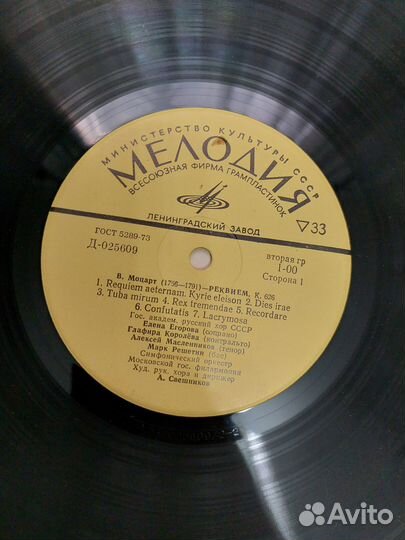 МИНИСТЕРСТВО КУЛЬТУРЫ СССР
МЕЛОДИЯ
ВСЕСОЮЗНАЯ ФИРМА ГРАМПЛАСТИНОК
ЛЕНИНГРАДСКИЙ ЗАВОД
▽33
ГОСТ 5289-73
Д-025609
вторая гр
1-00
Сторона 1
В. Моцарт (1756—1791)—РЕКВИЕМ, К. 626
1. Requiem aeternam. Kyrie eleison 2. Dies irae
3. Tuba mirum 4. Rex tremendae 5. Recordare
6. Confutatis 7. Lacrymosa
Гос. академ. русский хор СССР
Елена Егорова (сопрано)
Глафира Королёва (контральто)
Алексей Масленников (тенор)
Марк Решетин (бас)
Симфонический оркестр
Московской гос. филармонии
Худ. рук. хора и дирижер
А. Свешников
Avito